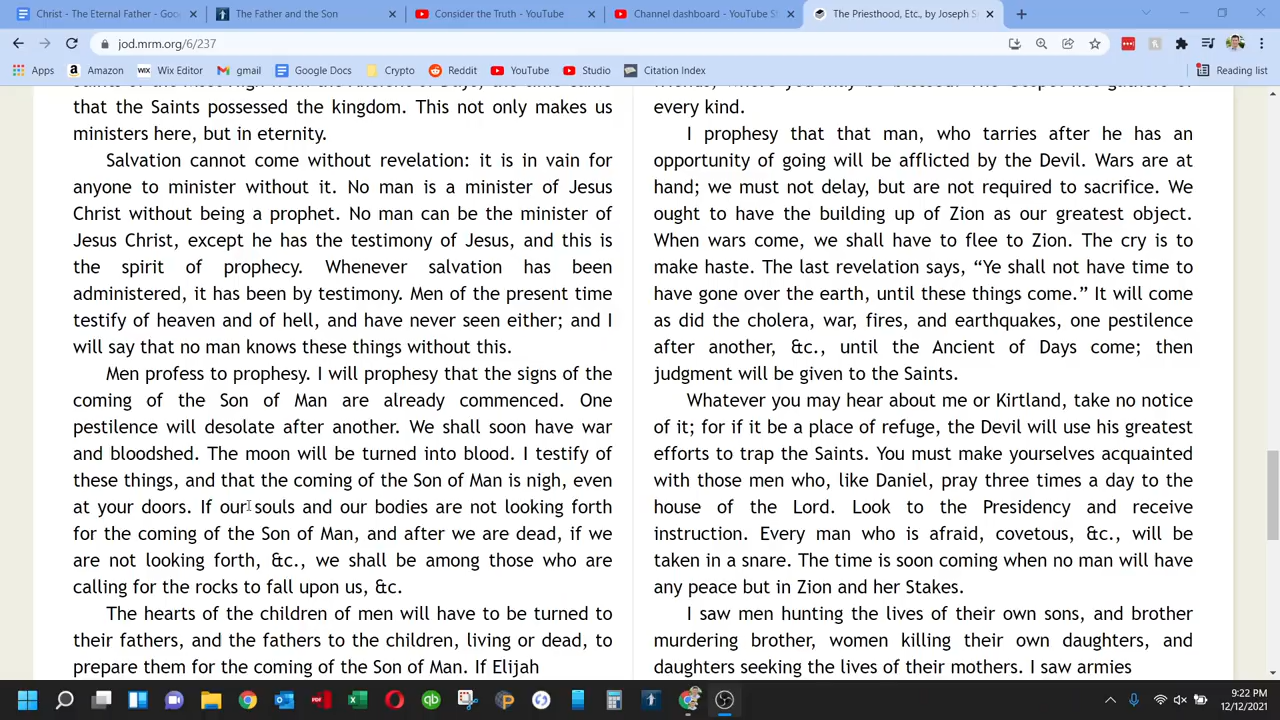 Christ - The Eternal Father - Goo
The Father and the Son
Consider the Truth - YouTube
Channel dashboard - YouTube St
The Priesthood, Etc., by Joseph S
jod.mrm.org/6/237
Apps
Amazon
WIX
Wix Editor
gmail
Google Docs
Crypto
Reddit
YouTube
Studio
Citation Index
Reading list
that the Saints possessed the kingdom. This not only makes us
ministers here, but in eternity.
Salvation cannot come without revelation: it is in vain for
anyone to minister without it. No man is a minister of Jesus
Christ without being a prophet. No man can be the minister of
Jesus Christ, except he has the testimony of Jesus, and this is
the spirit of prophecy. Whenever salvation has been
administered, it has been by testimony. Men of the present time
testify of heaven and of hell, and have never seen either; and I
will say that no man knows these things without this.
Men profess to prophesy. I will prophesy that the signs of the
coming of the Son of Man are already commenced. One
pestilence will desolate after another. We shall soon have war
and bloodshed. The moon will be turned into blood. I testify of
these things, and that the coming of the Son of Man is nigh, even
at your doors. If our souls and our bodies are not looking forth
for the coming of the Son of Man, and after we are dead, if we
are not looking forth, &c., we shall be among those who are
calling for the rocks to fall upon us, &c.
The hearts of the children of men will have to be turned to
their fathers, and the fathers to the children, living or dead, to
prepare them for the coming of the Son of Man. If Elijah
every kind.
I prophesy that that man, who tarries after he has an
opportunity of going will be afflicted by the Devil. Wars are at
hand; we must not delay, but are not required to sacrifice. We
ought to have the building up of Zion as our greatest object.
When wars come, we shall have to flee to Zion. The cry is to
make haste. The last revelation says, “Ye shall not have time to
have gone over the earth, until these things come.” It will come
as did the cholera, war, fires, and earthquakes, one pestilence
after another, &c., until the Ancient of Days come; then
judgment will be given to the Saints.
Whatever you may hear about me or Kirtland, take no notice
of it; for if it be a place of refuge, the Devil will use his greatest
efforts to trap the Saints. You must make yourselves acquainted
with those men who, like Daniel, pray three times a day to the
house of the Lord. Look to the Presidency and receive
instruction. Every man who is afraid, covetous, &c., will be
taken in a snare. The time is soon coming when no man will have
any peace but in Zion and her Stakes.
I saw men hunting the lives of their own sons, and brother
murdering brother, women killing their own daughters, and
daughters seeking the lives of their mothers. I saw armies
9:22 PM
12/12/2021